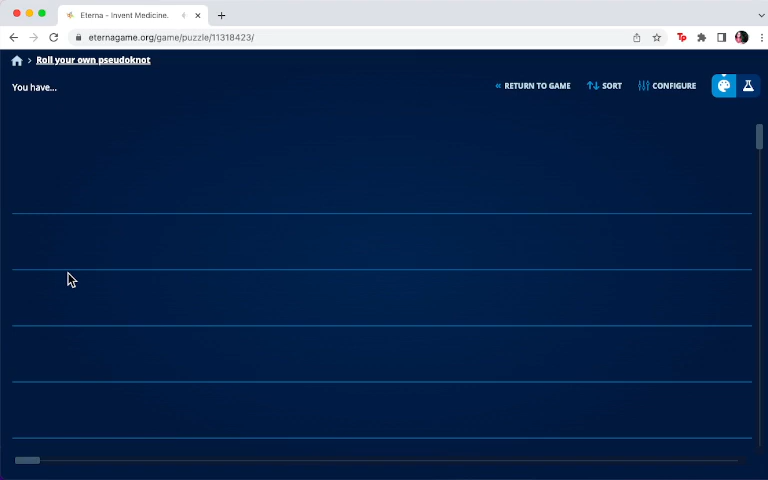 Eterna - Invent Medicine.
eternagame.org/game/puzzle/11318423/
Roll your own pseudoknot
You have...
« RETURN TO GAME
SORT
CONFIGURE
Tp